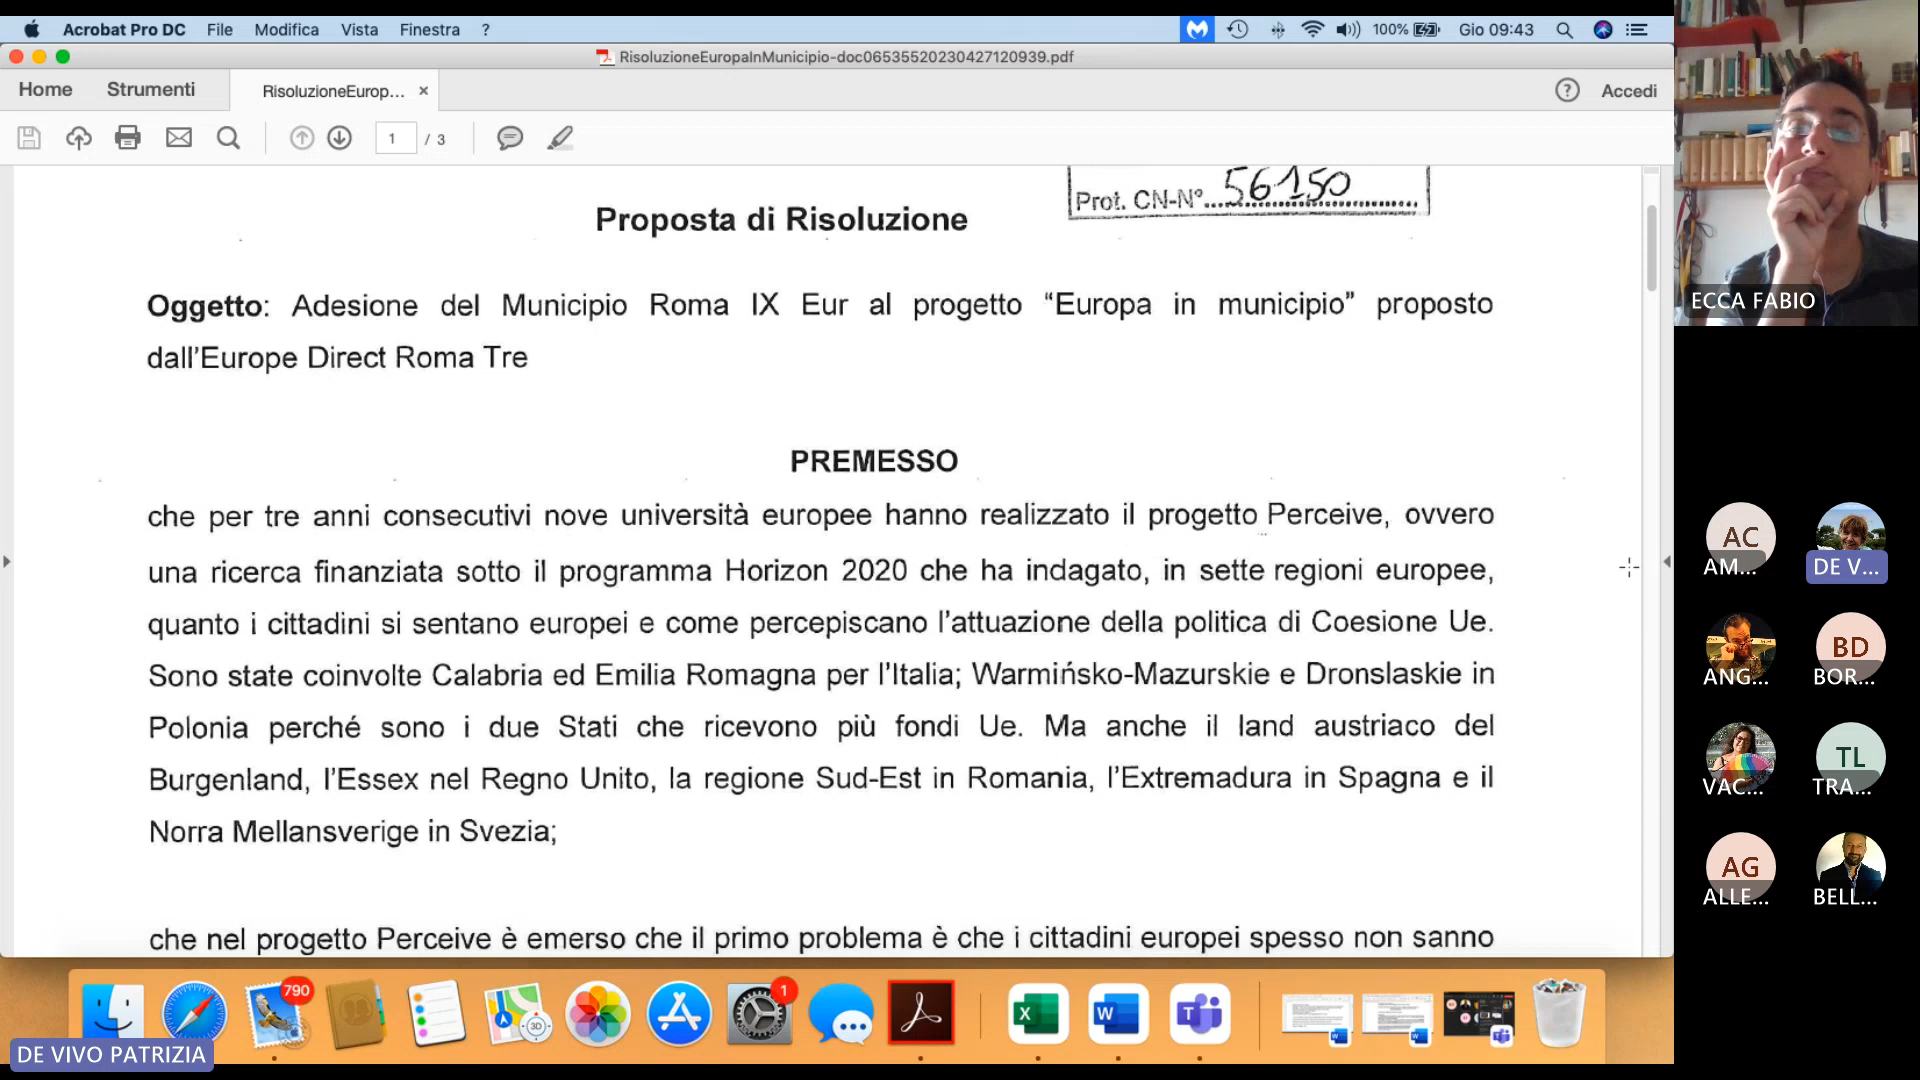 Acrobat Pro DC File Modifica Vista Finestra ? 100% Gio 09:43
RisoluzioneEuropaInMunicipio-doc06535520230427120939.pdf
Home Strumenti RisoluzioneEurop... × ? Accedi
1 / 3
Prot. CN-N° 56150
Proposta di Risoluzione
Oggetto: Adesione del Municipio Roma IX Eur al progetto “Europa in municipio” proposto
dall’Europe Direct Roma Tre
PREMESSO
che per tre anni consecutivi nove università europee hanno realizzato il progetto Perceive, ovvero
una ricerca finanziata sotto il programma Horizon 2020 che ha indagato, in sette regioni europee,
quanto i cittadini si sentano europei e come percepiscano l’attuazione della politica di Coesione Ue.
Sono state coinvolte Calabria ed Emilia Romagna per l’Italia; Warmińsko-Mazurskie e Dronslaskie in
Polonia perché sono i due Stati che ricevono più fondi Ue. Ma anche il land austriaco del
Burgenland, l’Essex nel Regno Unito, la regione Sud-Est in Romania, l’Extremadura in Spagna e il
Norra Mellansverige in Svezia;
che nel progetto Perceive è emerso che il primo problema è che i cittadini europei spesso non sanno
790
3D
1
X
W
T
DE VIVO PATRIZIA
ECCA FABIO
AC
AM...
DE V...
ANG...
BD
BOR...
VAC...
TL
TRA...
AG
ALLE...
BELL...